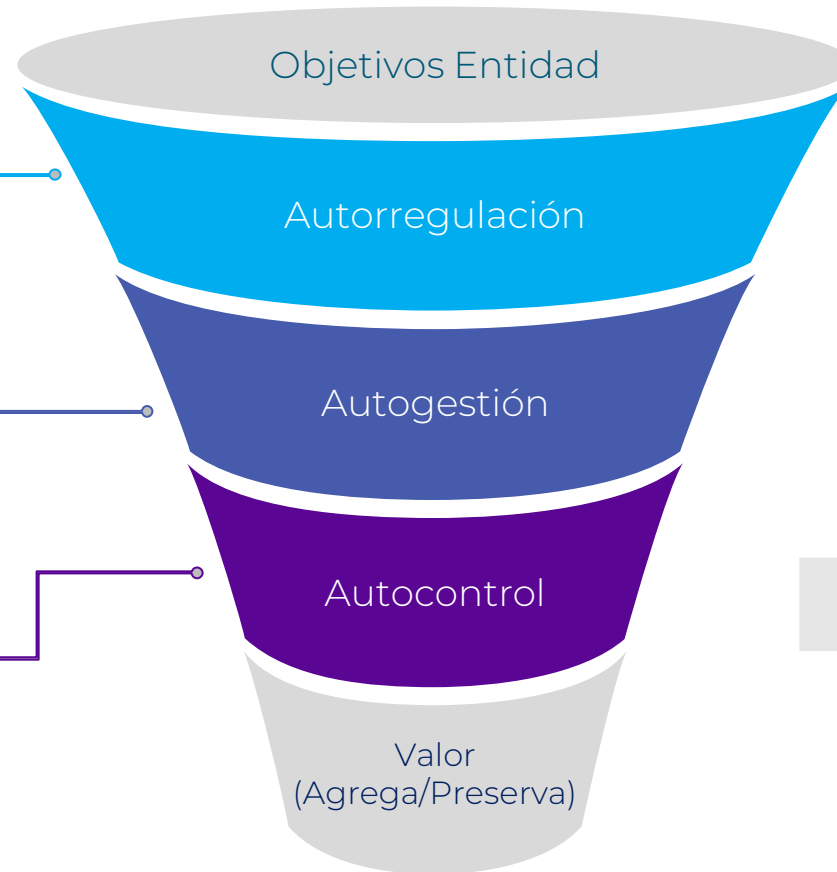 Objetivos Entidad
Autorregulación
Autogestión
Autocontrol
Valor
(Agrega/Preserva)